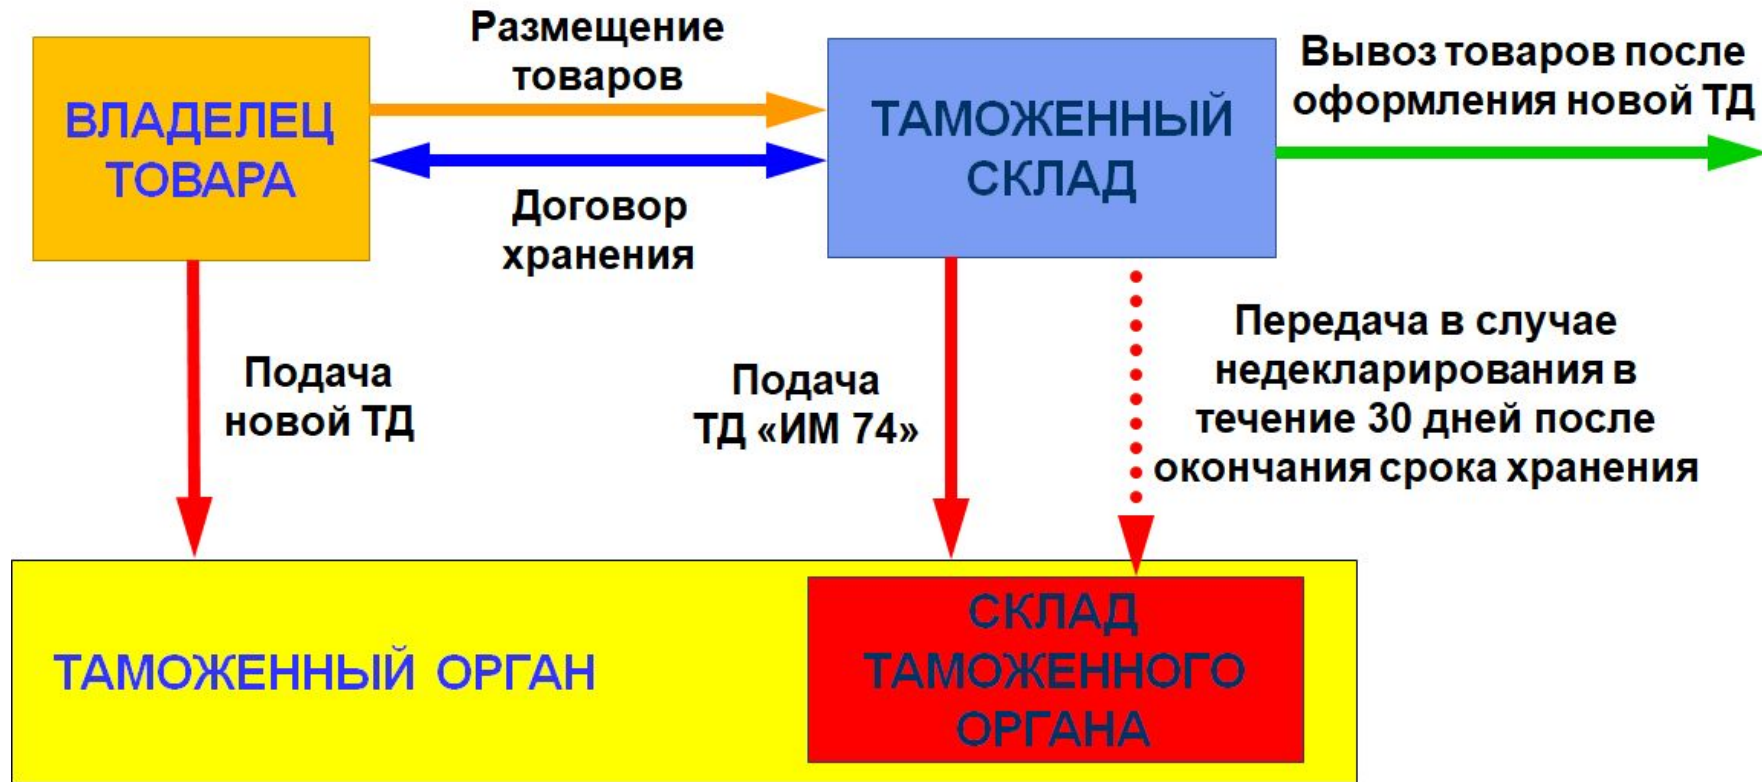 Размещение
товаров
ВЛАДЕЛЕЦ
ТОВАРА
Договор
хранения
ТАМОЖЕННЫЙ
СКЛАД
Вывоз товаров после
оформления новой ТД
Подача
новой ТД
Подача
ТД «ИМ 74»
Передача в случае
недекларирования в
течение 30 дней после
окончания срока хранения
ТАМОЖЕННЫЙ ОРГАН
СКЛАД
ТАМОЖЕННОГО
ОРГАНА